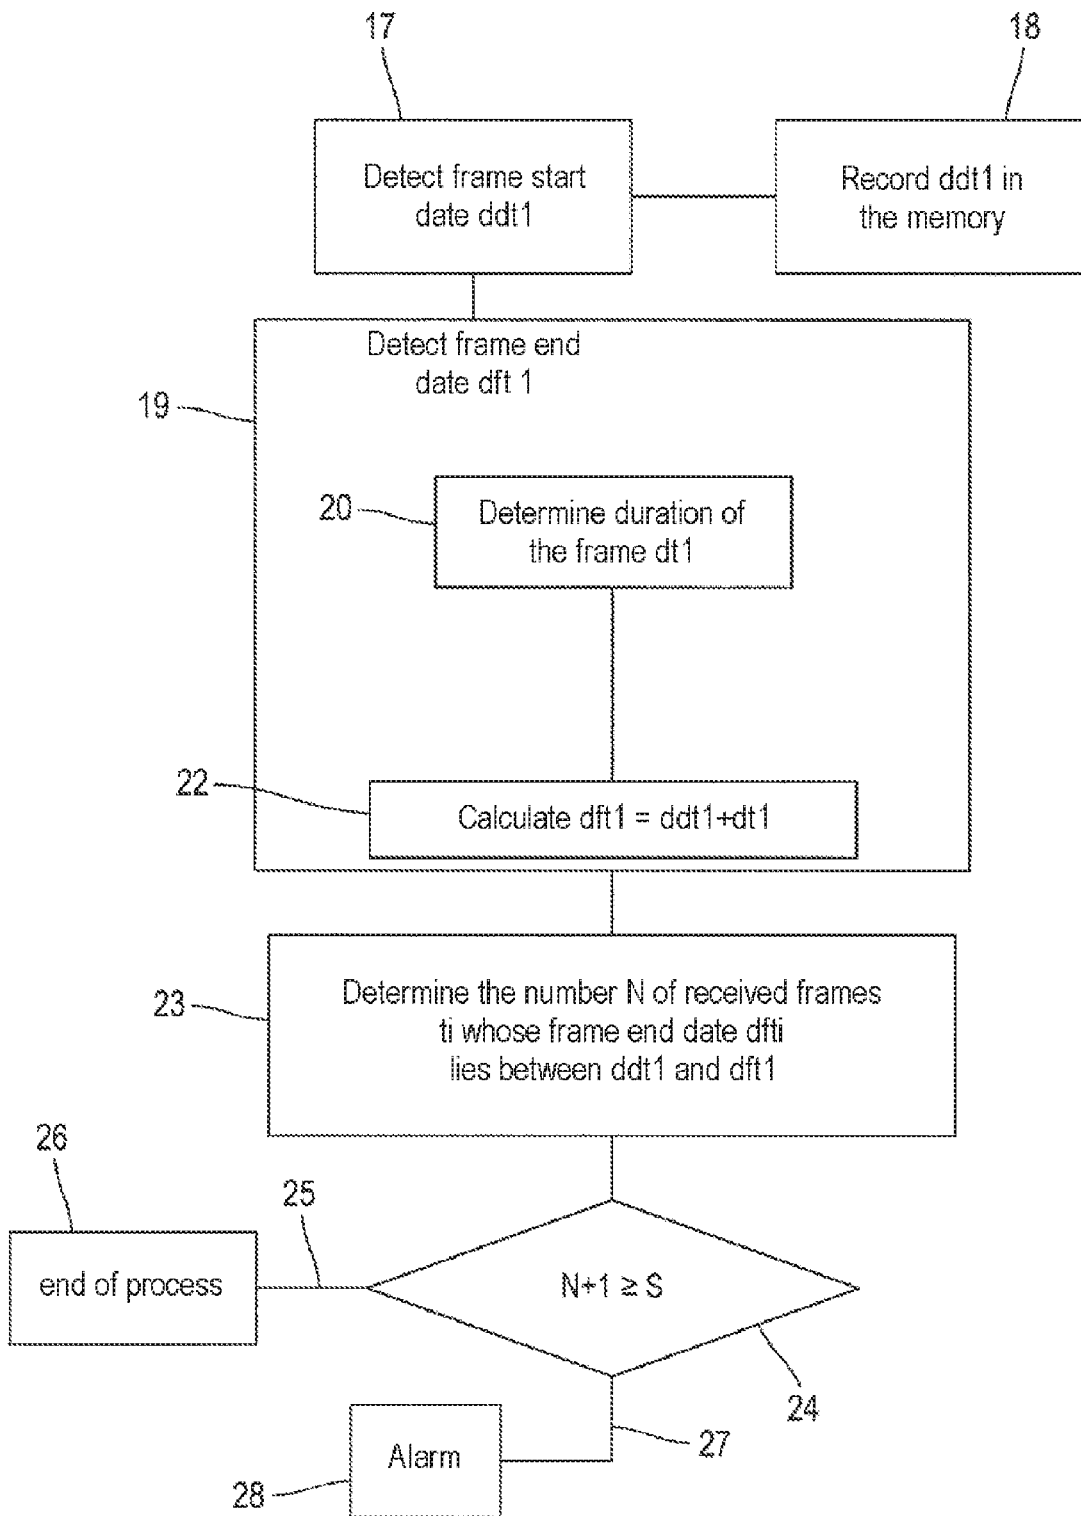 17
18
Detect frame start
date ddt1
Record ddt1 in
the memory
Detect frame end
date dft 1
19
20
Determine duration of
the frame dt1
22
Calculate dft1 = ddt1+dt1
23
Determine the number N of received frames
ti whose frame end date dfti
lies between ddt1 and dft1
26
25
end of process
N+1 ≥ S
24
27
Alarm
28